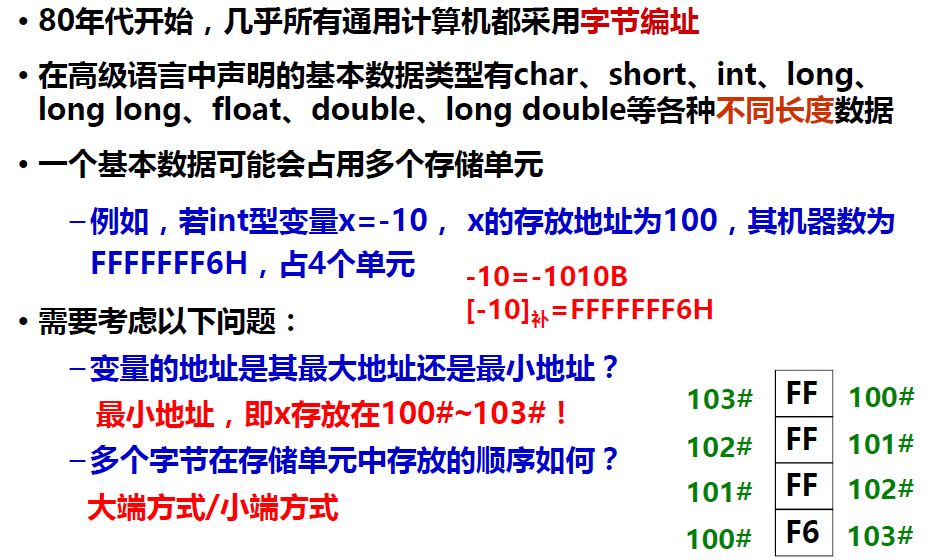 • 80年代开始，几乎所有通用计算机都采用字节编址
• 在高级语言中声明的基本数据类型有char、short、int、long、
long long、float、double、long double等各种不同长度数据
• 一个基本数据可能会占用多个存储单元
–例如，若int型变量x=-10， x的存放地址为100，其机器数为
FFFFFFF6H，占4个单元
-10=-1010B
[-10]补=FFFFFFF6H
• 需要考虑以下问题：
–变量的地址是其最大地址还是最小地址？
最小地址，即x存放在100#~103#！
–多个字节在存储单元中存放的顺序如何？
大端方式/小端方式
103# FF 100#
102# FF 101#
101# FF 102#
100# F6 103#